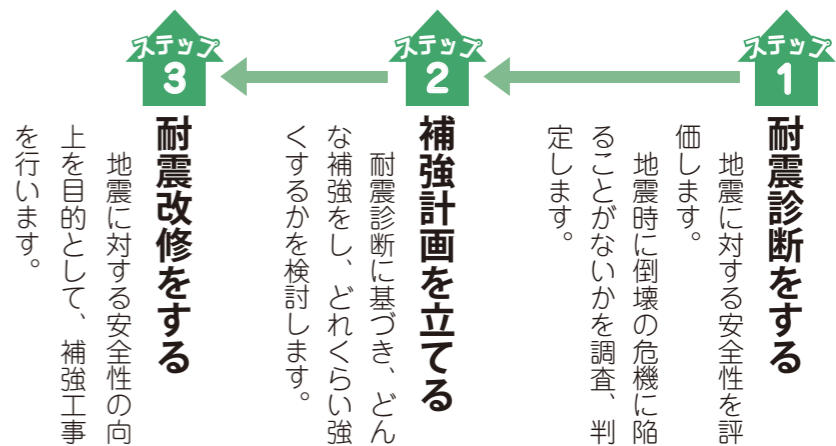 ステップ
1
耐震診断をする
　地震に対する安全性を評
価します。
　地震時に倒壊の危機に陥
ることがないかを調査、判
定します。
ステップ
2
補強計画を立てる
　耐震診断に基づき、どん
な補強をし、どれくらい強
くするかを検討します。
ステップ
3
耐震改修をする
　地震に対する安全性の向
上を目的として、補強工事
を行います。